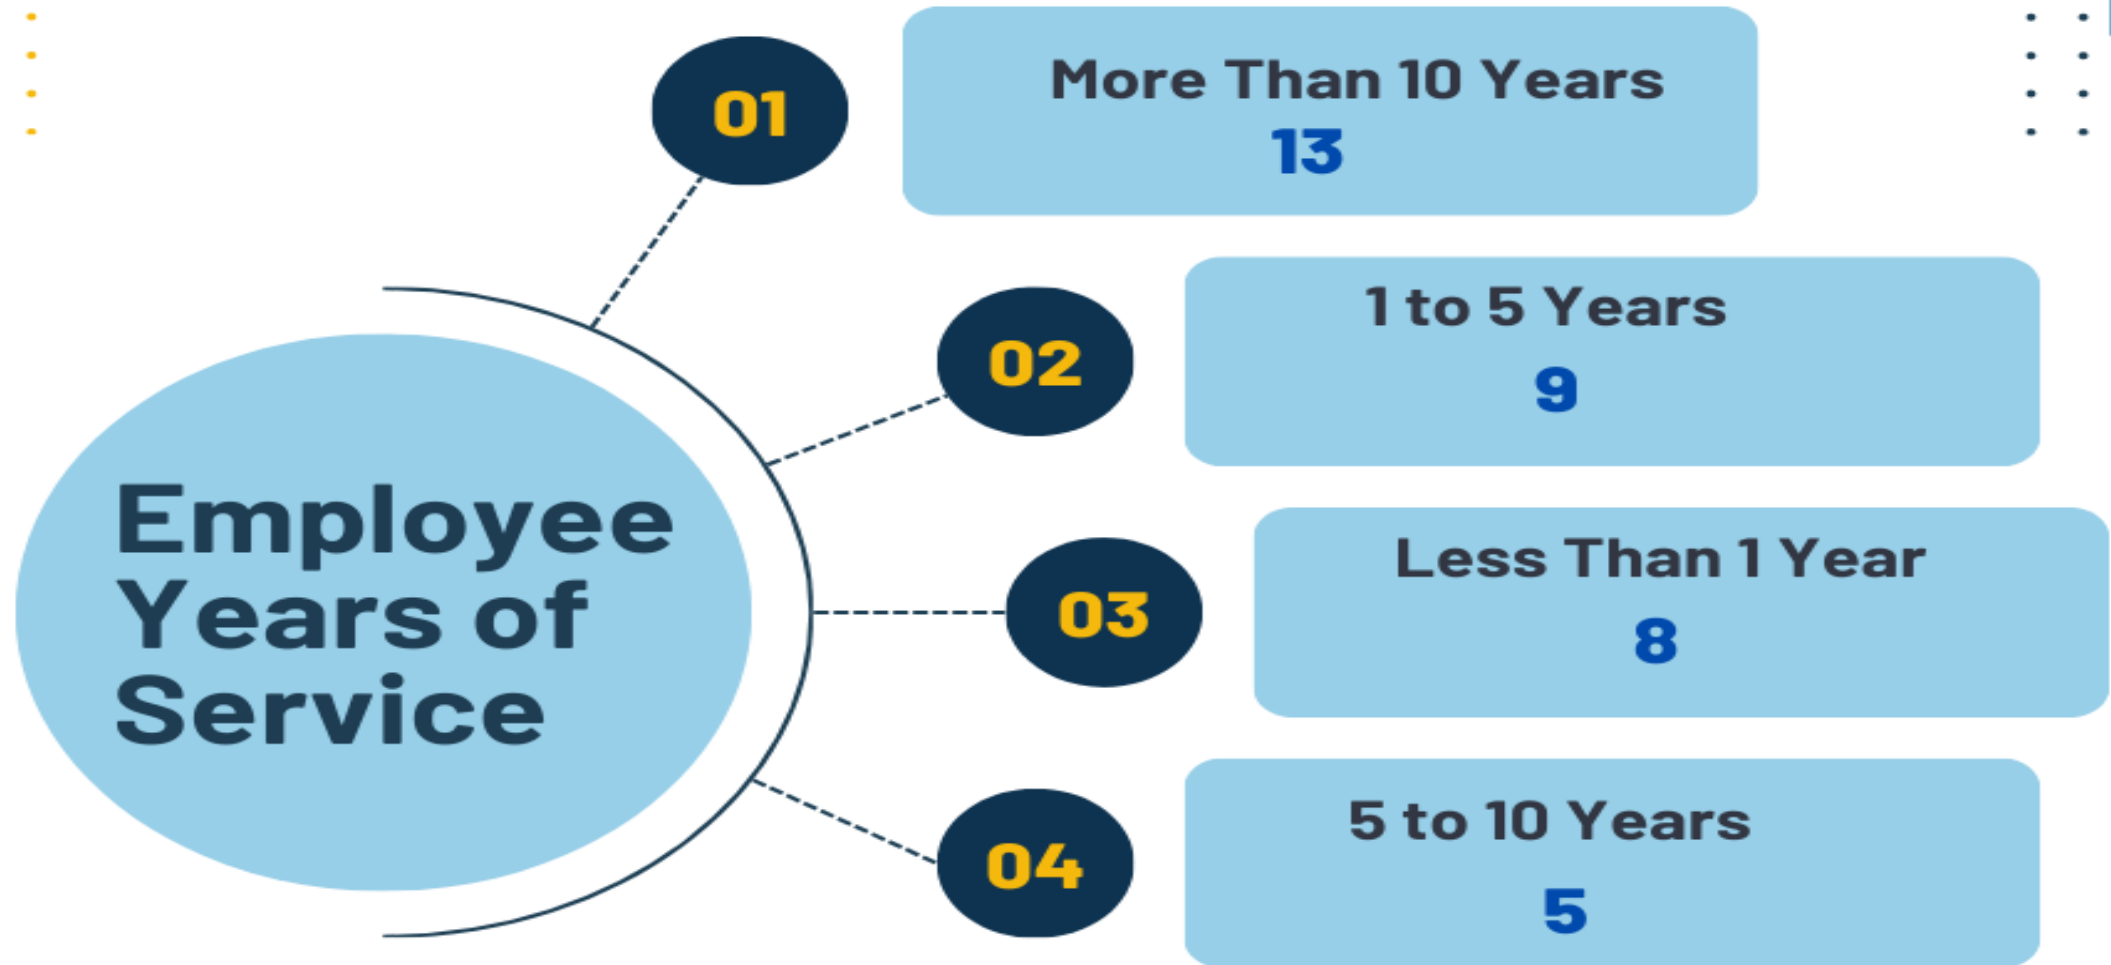 Employee
Years of
Service
01
More Than 10 Years
13
02
1 to 5 Years
9
03
Less Than 1 Year
8
04
5 to 10 Years
5